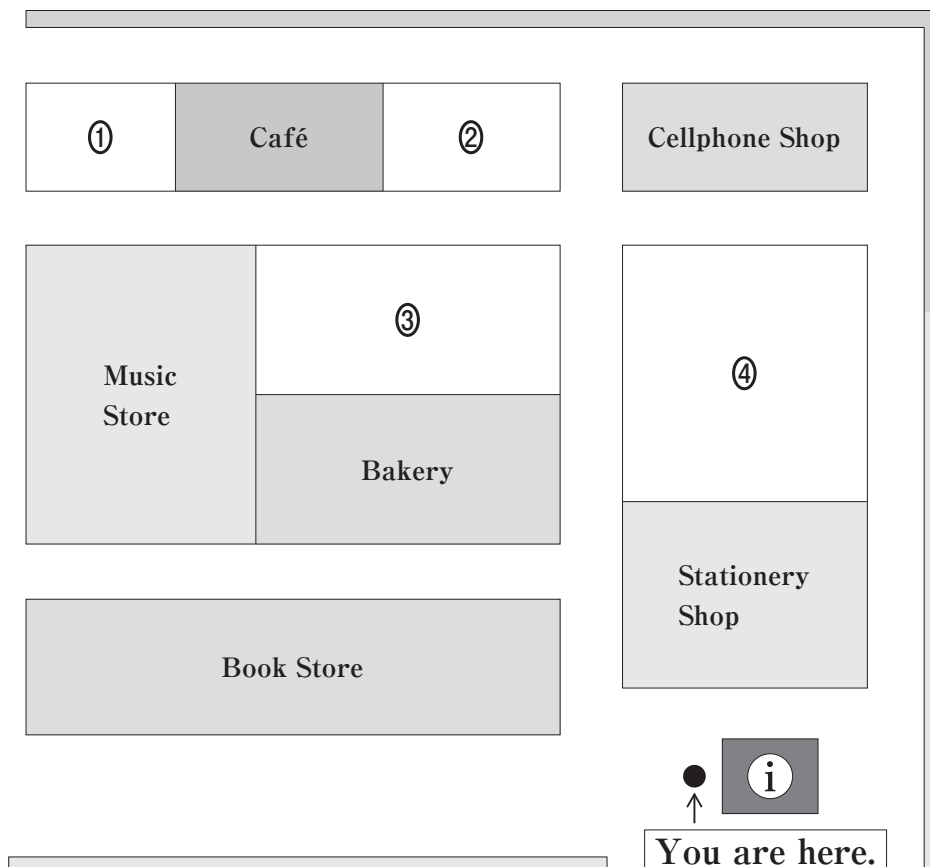 ① Café ② Cellphone Shop
③
Music
Store
④
Bakery
Stationery
Shop
Book Store
i
You are here.